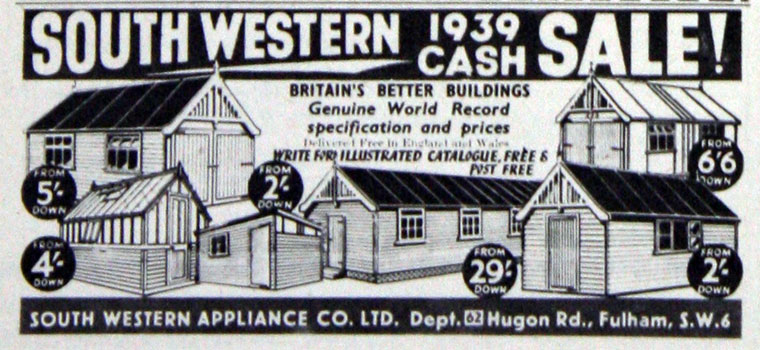 SOUTH WESTERN 1939 CASH SALE!
BRITAIN'S BETTER BUILDINGS
Genuine World Record
specification and prices
Delivered Free in England and Wales
WRITE FOR ILLUSTRATED CATALOGUE, FREE &
POST FREE
FROM
5/-
DOWN
FROM
2/-
DOWN
FROM
6/6
DOWN
FROM
4/-
DOWN
FROM
29/-
DOWN
FROM
2/-
DOWN
SOUTH WESTERN APPLIANCE CO. LTD. Dept. 62 Hugon Rd., Fulham, S.W.6